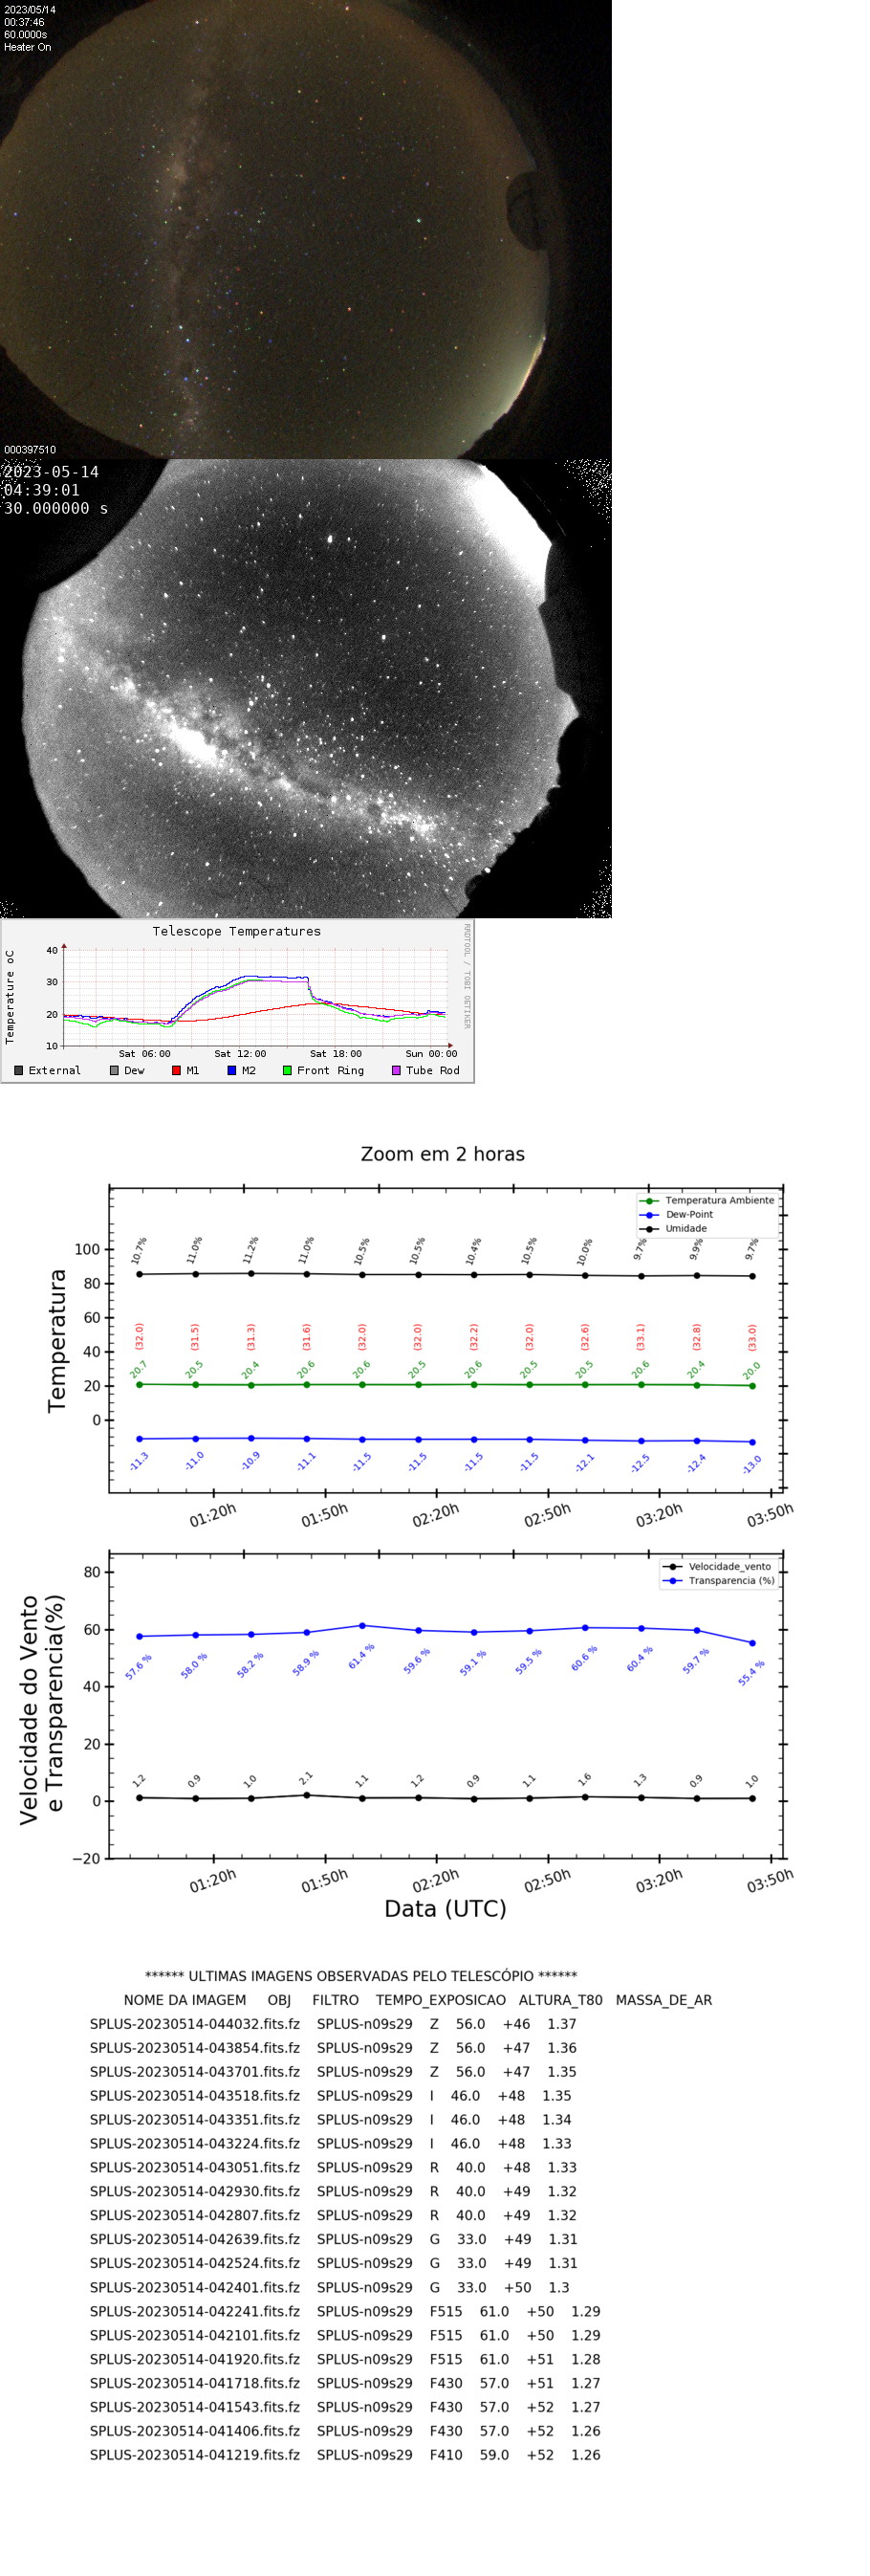 2023/05/14
00:37:46
60.0000s
Heater On
000397510
2023-05-14
04:39:01
30.000000 s
Telescope Temperatures
RRDTOOL / TOBI OETIKER
Temperature oC
40
30
20
10
Sat 06:00 Sat 12:00 Sat 18:00 Sun 00:00
External Dew M1 M2 Front Ring Tube Rod
Zoom em 2 horas
Temperatura Ambiente
Dew-Point
Umidade
Temperatura
100
80
60
40
20
0
10.7% 11.0% 11.2% 11.0% 10.5% 10.5% 10.4% 10.5% 10.0% 9.7% 9.9% 9.7%
(32.0) (31.5) (31.3) (31.6) (32.0) (32.0) (32.2) (32.0) (32.6) (33.1) (32.8) (33.0)
20.7 20.5 20.4 20.6 20.6 20.5 20.6 20.5 20.5 20.6 20.4 20.0
-11.3 -11.0 -10.9 -11.1 -11.5 -11.5 -11.5 -11.5 -12.1 -12.5 -12.4 -13.0
01:20h 01:50h 02:20h 02:50h 03:20h 03:50h
Velocidade_vento
Transparencia (%)
Velocidade do Vento
e Transparencia(%)
80
60
40
20
0
−20
57.6 % 58.0 % 58.2 % 58.9 % 61.4 % 59.6 % 59.1 % 59.5 % 60.6 % 60.4 % 59.7 % 55.4 %
1.2 0.9 1.0 2.1 1.1 1.2 0.9 1.1 1.6 1.3 0.9 1.0
01:20h 01:50h 02:20h 02:50h 03:20h 03:50h
Data (UTC)
****** ULTIMAS IMAGENS OBSERVADAS PELO TELESCÓPIO ******
NOME DA IMAGEM OBJ FILTRO TEMPO_EXPOSICAO ALTURA_T80 MASSA_DE_AR
SPLUS-20230514-044032.fits.fz SPLUS-n09s29 Z 56.0 +46 1.37
SPLUS-20230514-043854.fits.fz SPLUS-n09s29 Z 56.0 +47 1.36
SPLUS-20230514-043701.fits.fz SPLUS-n09s29 Z 56.0 +47 1.35
SPLUS-20230514-043518.fits.fz SPLUS-n09s29 I 46.0 +48 1.35
SPLUS-20230514-043351.fits.fz SPLUS-n09s29 I 46.0 +48 1.34
SPLUS-20230514-043224.fits.fz SPLUS-n09s29 I 46.0 +48 1.33
SPLUS-20230514-043051.fits.fz SPLUS-n09s29 R 40.0 +48 1.33
SPLUS-20230514-042930.fits.fz SPLUS-n09s29 R 40.0 +49 1.32
SPLUS-20230514-042807.fits.fz SPLUS-n09s29 R 40.0 +49 1.32
SPLUS-20230514-042639.fits.fz SPLUS-n09s29 G 33.0 +49 1.31
SPLUS-20230514-042524.fits.fz SPLUS-n09s29 G 33.0 +49 1.31
SPLUS-20230514-042401.fits.fz SPLUS-n09s29 G 33.0 +50 1.3
SPLUS-20230514-042241.fits.fz SPLUS-n09s29 F515 61.0 +50 1.29
SPLUS-20230514-042101.fits.fz SPLUS-n09s29 F515 61.0 +50 1.29
SPLUS-20230514-041920.fits.fz SPLUS-n09s29 F515 61.0 +51 1.28
SPLUS-20230514-041718.fits.fz SPLUS-n09s29 F430 57.0 +51 1.27
SPLUS-20230514-041543.fits.fz SPLUS-n09s29 F430 57.0 +52 1.27
SPLUS-20230514-041406.fits.fz SPLUS-n09s29 F430 57.0 +52 1.26
SPLUS-20230514-041219.fits.fz SPLUS-n09s29 F410 59.0 +52 1.26